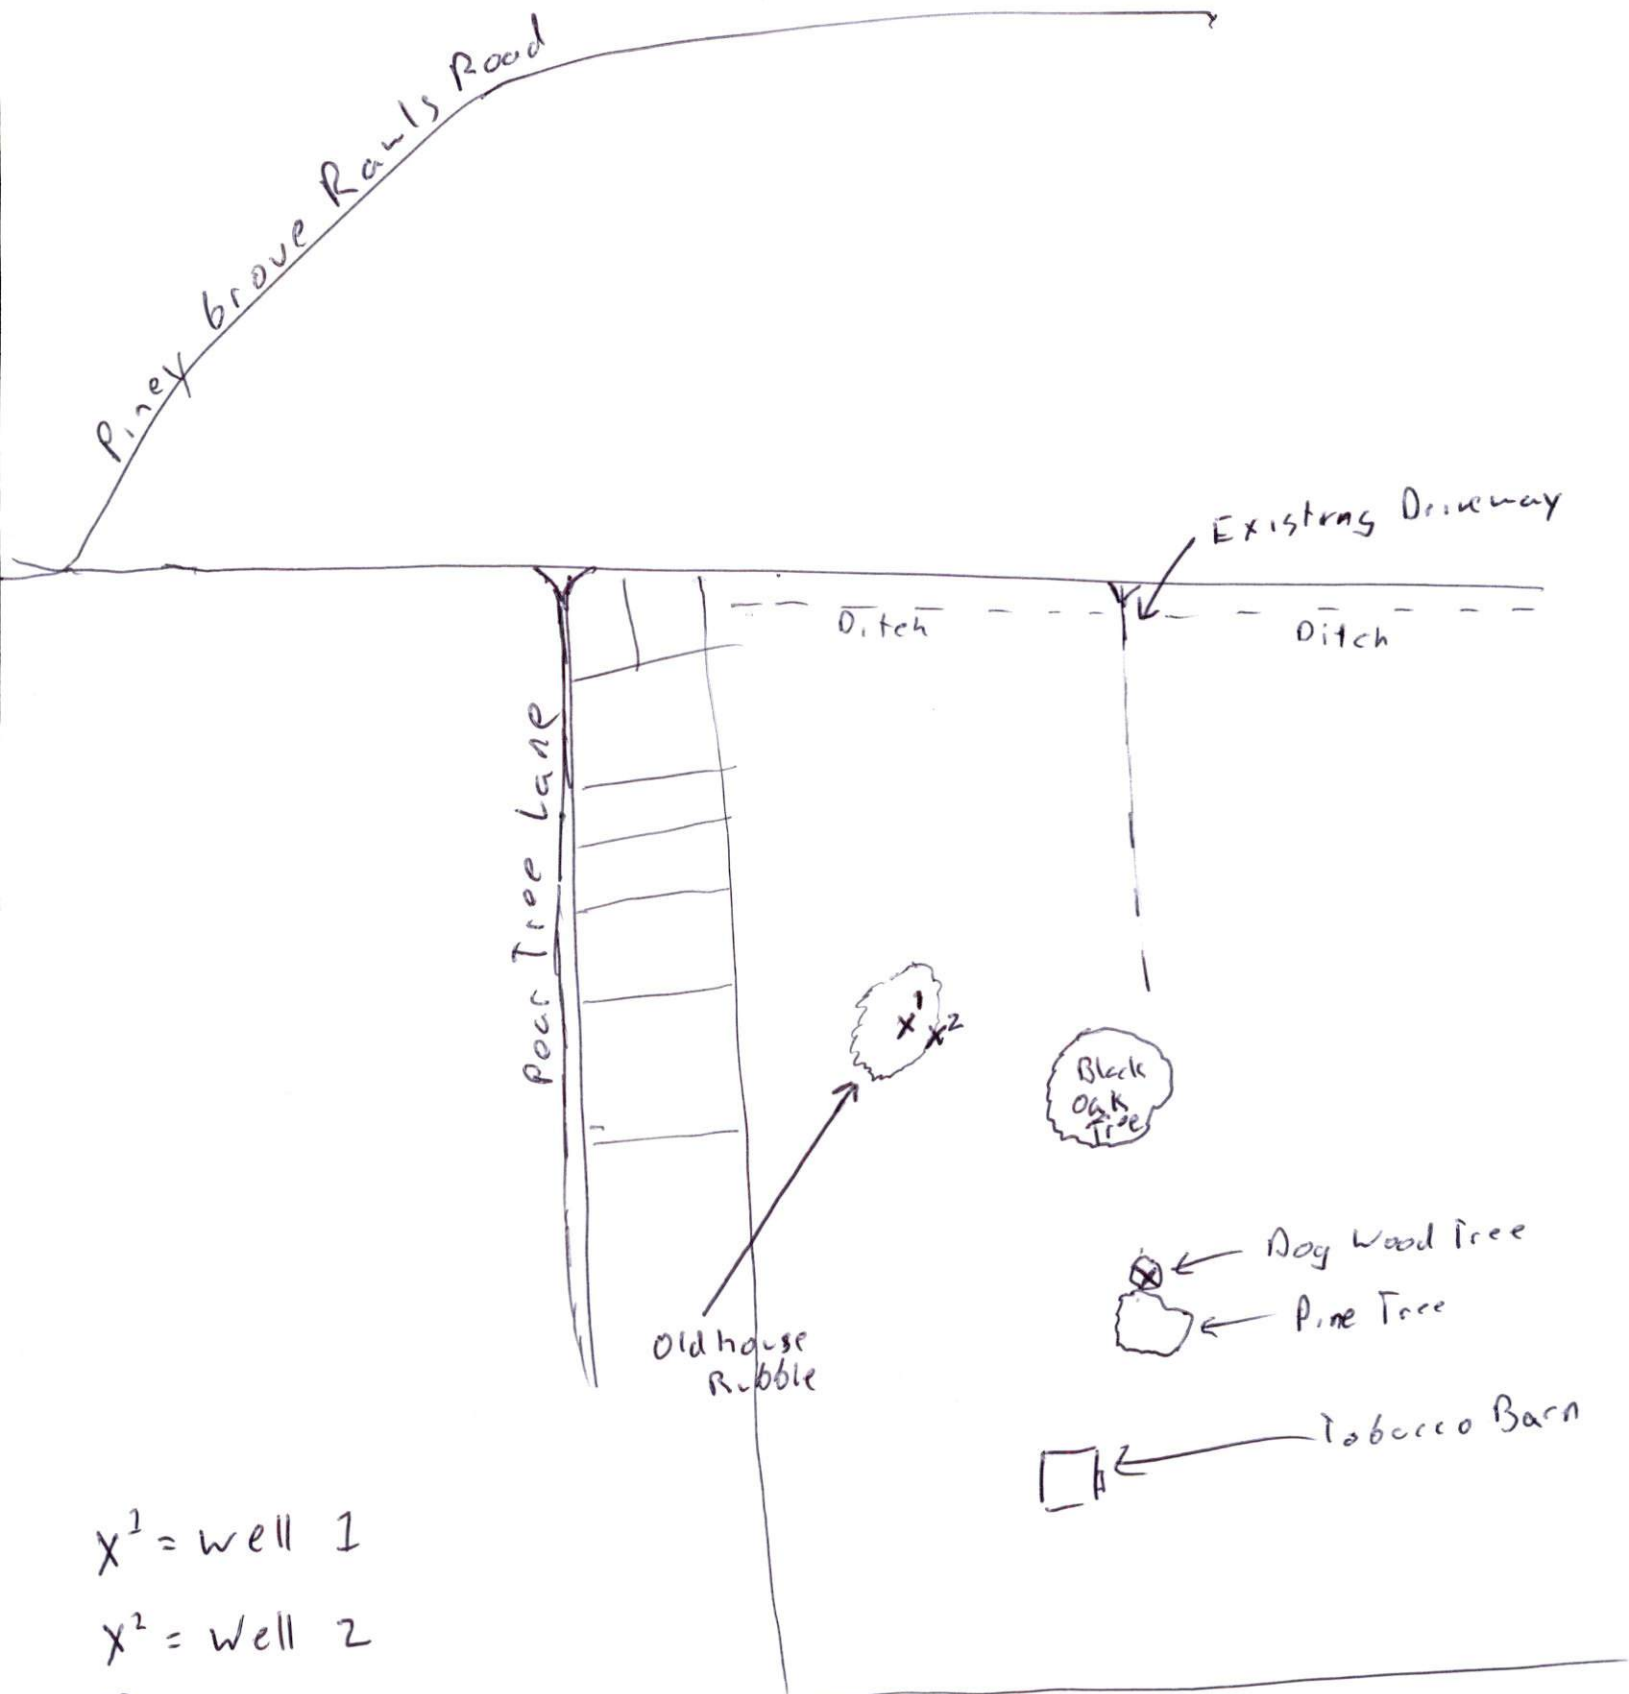 Piney Grove Rawls Road
Existing Driveway
Ditch
Ditch
Pear Tree Lane
X1 X2
Black
Oak
Tree
Dog Wood Tree
Pine Tree
Old house
Rubble
Tobacco Barn
X1 = well 1
X2 = well 2